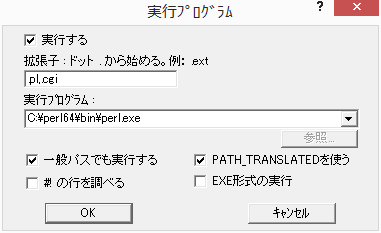 実行ﾌﾟﾛｸﾞﾗﾑ
? ×
実行する
拡張子 : ドット . から始める。例: .ext
.pl,.cgi
実行ﾌﾟﾛｸﾞﾗﾑ :
C:¥perl64¥bin¥perl.exe
参照...
一般パスでも実行する
PATH_TRANSLATEDを使う
#! の行を調べる
EXE形式の実行
OK
ｷｬﾝｾﾙ